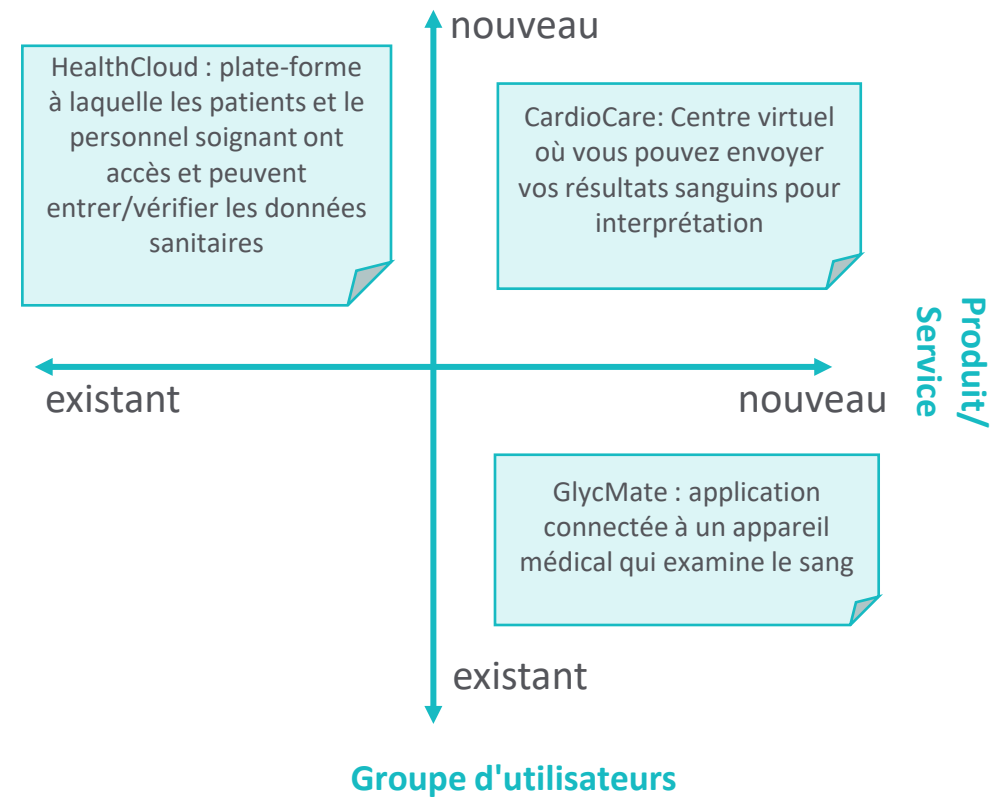 nouveau
HealthCloud : plate-forme
à laquelle les patients et le
personnel soignant ont
accès et peuvent
entrer/vérifier les données
sanitaires
CardioCare: Centre virtuel
où vous pouvez envoyer
vos résultats sanguins pour
interprétation
Produit/
Service
existant
nouveau
GlycMate : application
connectée à un appareil
médical qui examine le sang
existant
Groupe d'utilisateurs